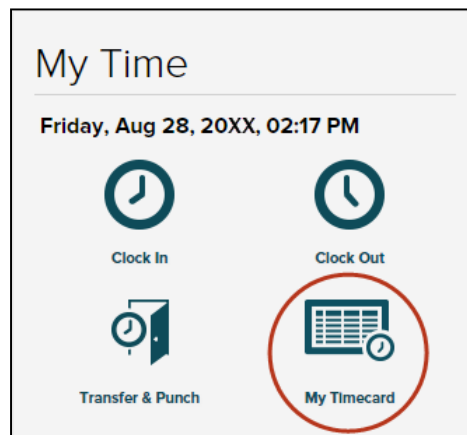 My Time
Friday, Aug 28, 20XX, 02:17 PM
Clock In
Clock Out
Transfer & Punch
My Timecard